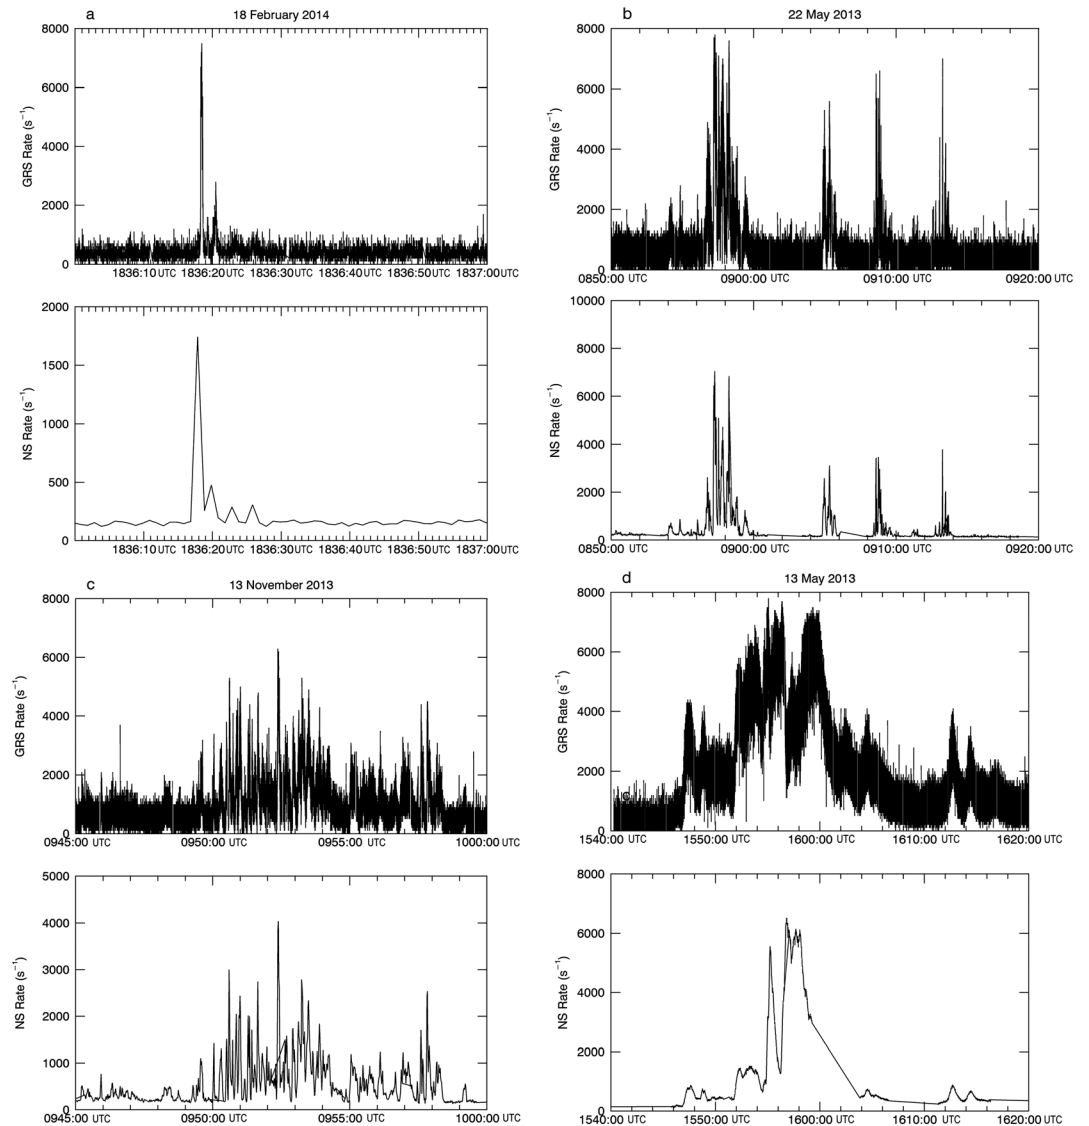 a
18 February 2014
8000
6000
4000
2000
0
GRS Rate (s⁻¹)
1836:10 UTC 1836:20 UTC 1836:30 UTC 1836:40 UTC 1836:50 UTC 1837:00 UTC
2000
1500
1000
500
0
NS Rate (s⁻¹)
1836:10 UTC 1836:20 UTC 1836:30 UTC 1836:40 UTC 1836:50 UTC 1837:00 UTC
b
22 May 2013
8000
6000
4000
2000
0
GRS Rate (s⁻¹)
0850:00 UTC 0900:00 UTC 0910:00 UTC 0920:00 UTC
10000
8000
6000
4000
2000
0
NS Rate (s⁻¹)
0850:00 UTC 0900:00 UTC 0910:00 UTC 0920:00 UTC
c
13 November 2013
8000
6000
4000
2000
0
GRS Rate (s⁻¹)
0945:00 UTC 0950:00 UTC 0955:00 UTC 1000:00 UTC
5000
4000
3000
2000
1000
0
NS Rate (s⁻¹)
0945:00 UTC 0950:00 UTC 0955:00 UTC 1000:00 UTC
d
13 May 2013
8000
6000
4000
2000
0
GRS Rate (s⁻¹)
c
1540:00 UTC 1550:00 UTC 1600:00 UTC 1610:00 UTC 1620:00 UTC
8000
6000
4000
2000
0
NS Rate (s⁻¹)
1540:00 UTC 1550:00 UTC 1600:00 UTC 1610:00 UTC 1620:00 UTC